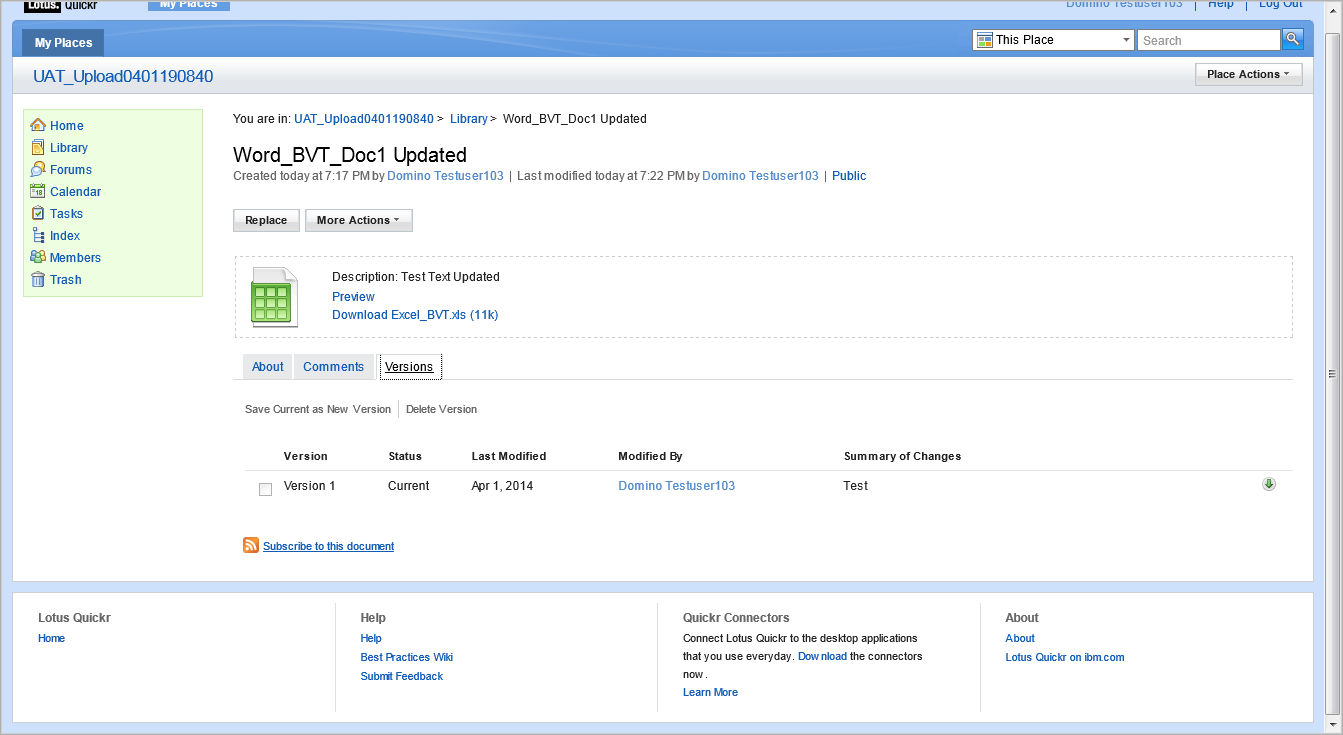 Lotus. Quickr My Places Domino Testuser103 | Help | Log Out
My Places This Place Search
UAT_Upload0401190840 Place Actions
Home
Library
Forums
Calendar
Tasks
Index
Members
Trash
You are in: UAT_Upload0401190840 > Library > Word_BVT_Doc1 Updated
Word_BVT_Doc1 Updated
Created today at 7:17 PM by Domino Testuser103 | Last modified today at 7:22 PM by Domino Testuser103 | Public
Replace More Actions
Description: Test Text Updated
Preview
Download Excel_BVT.xls (11k)
About Comments Versions
Save Current as New Version | Delete Version
Version Status Last Modified Modified By Summary of Changes
Version 1 Current Apr 1, 2014 Domino Testuser103 Test
Subscribe to this document
Lotus Quickr
Home
Help
Help
Best Practices Wiki
Submit Feedback
Quickr Connectors
Connect Lotus Quickr to the desktop applications
that you use everyday. Download the connectors
now.
Learn More
About
About
Lotus Quickr on ibm.com